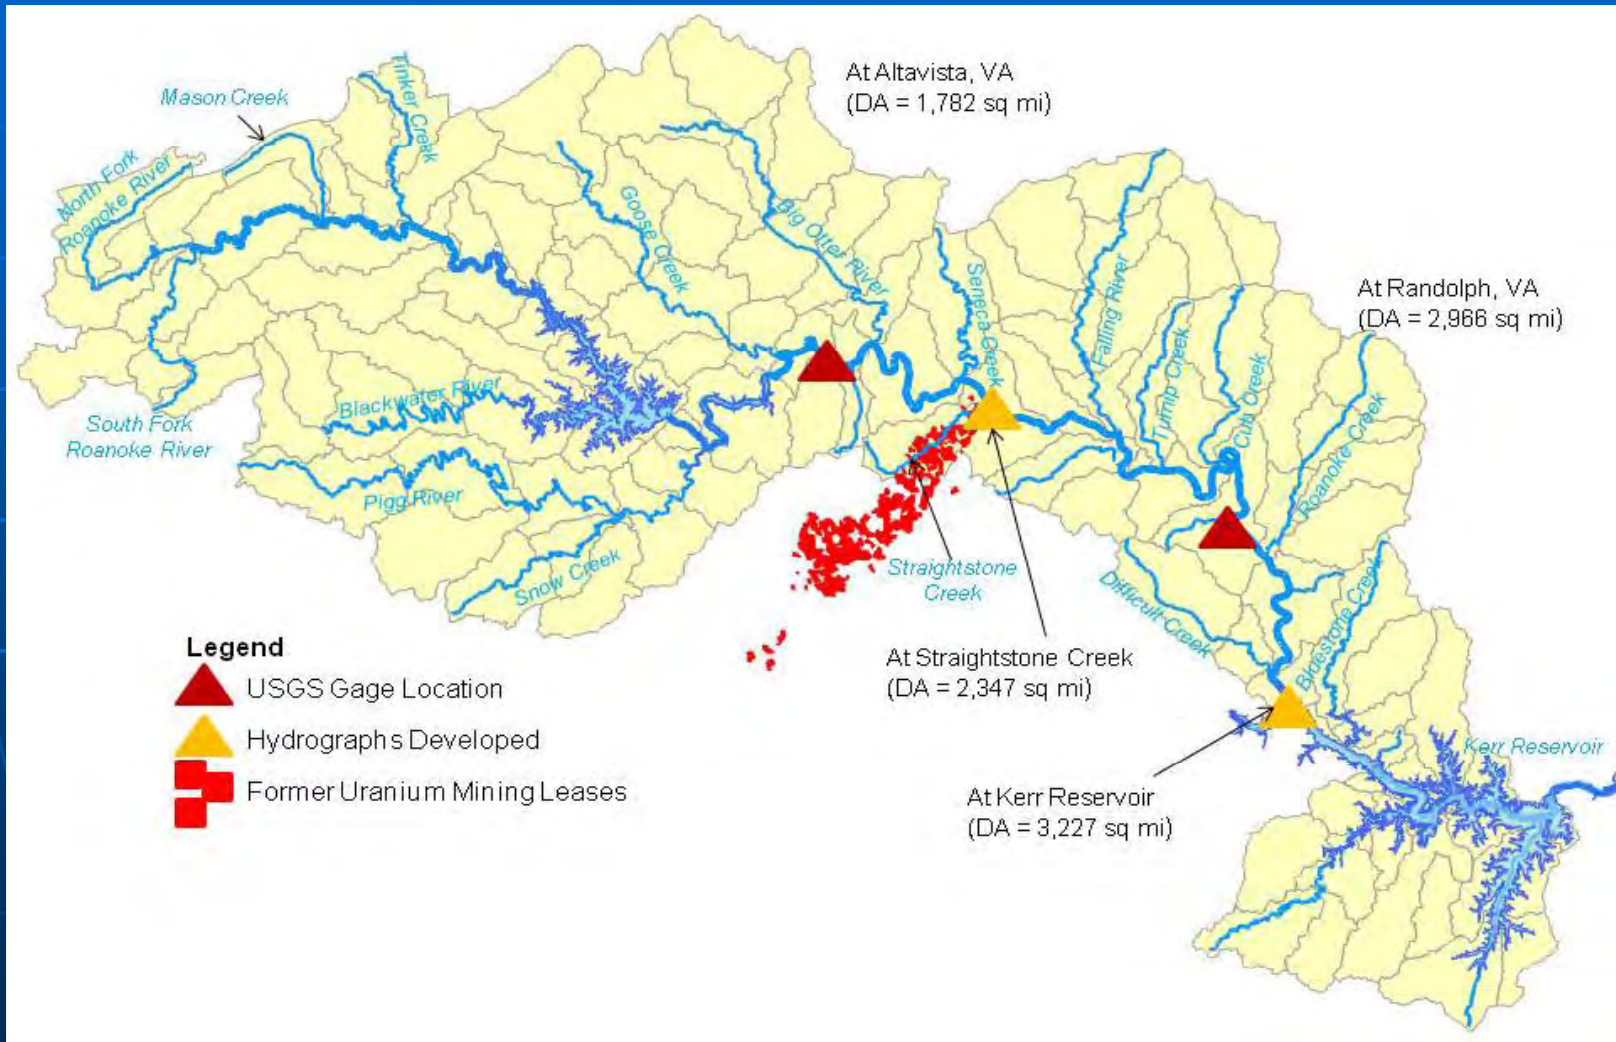 At Altavista, VA
(DA = 1,782 sq mi)
Mason Creek
Tinker Creek
North Fork
Roanoke River
Goose Creek
Big Otter River
Seneca Creek
Falling River
Turnip Creek
Cub Creek
At Randolph, VA
(DA = 2,966 sq mi)
Roanoke Creek
Blackwater River
South Fork
Roanoke River
Pigg River
Snow Creek
Straightstone
Creek
Difficult Creek
Bluestone Creek
At Straightstone Creek
(DA = 2,347 sq mi)
Kerr Reservoir
At Kerr Reservoir
(DA = 3,227 sq mi)
Legend
USGS Gage Location
Hydrographs Developed
Former Uranium Mining Leases